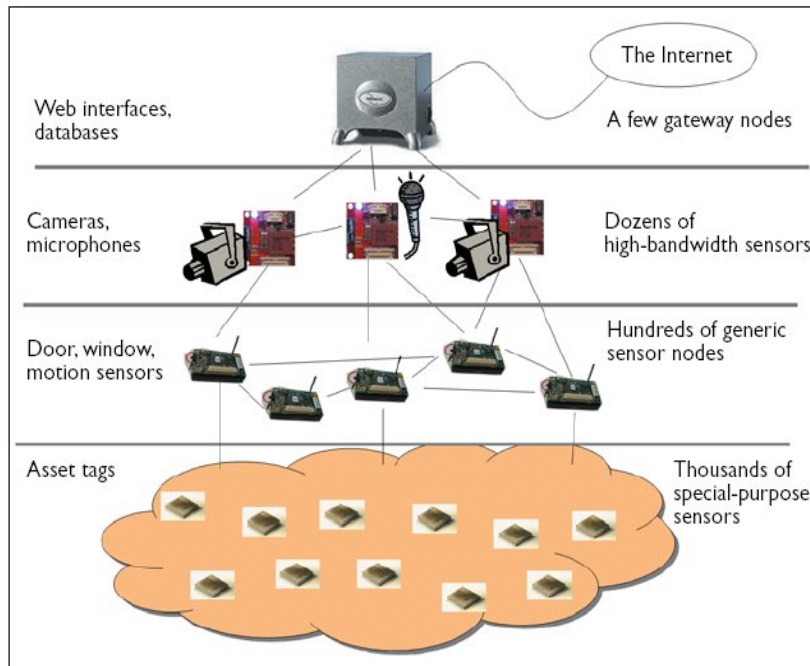 The Internet
Web interfaces,
databases
A few gateway nodes
Cameras,
microphones
Dozens of
high-bandwidth sensors
Door, window,
motion sensors
Hundreds of generic
sensor nodes
Asset tags
Thousands of
special-purpose
sensors